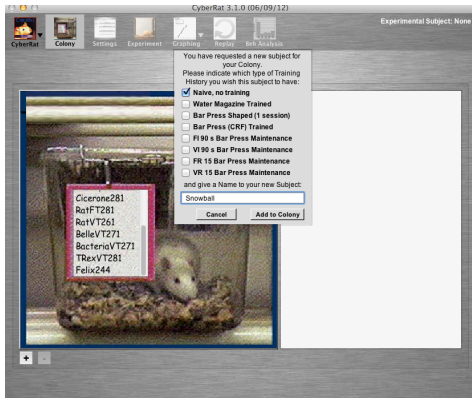 CyberRat 3.1.0 (06/09/12)
Experimental Subject: None
CyberRat
Colony
Settings
Experiment
Graphing
Replay
Beh Analysis
You have requested a new subject for
your Colony.
Please indicate which type of Training
History you wish this subject to have:
Naive, no training
Water Magazine Trained
Bar Press Shaped (1 session)
Bar Press (CRF) Trained
FI 90 s Bar Press Maintenance
VI 90 s Bar Press Maintenance
FR 15 Bar Press Maintenance
VR 15 Bar Press Maintenance
and give a Name to your new Subject:
Snowball
Cancel
Add to Colony
Cicerone281
RatFT281
RatVT261
BelleVT271
BacteriaVT271
TRexVT281
Felix244
+
-